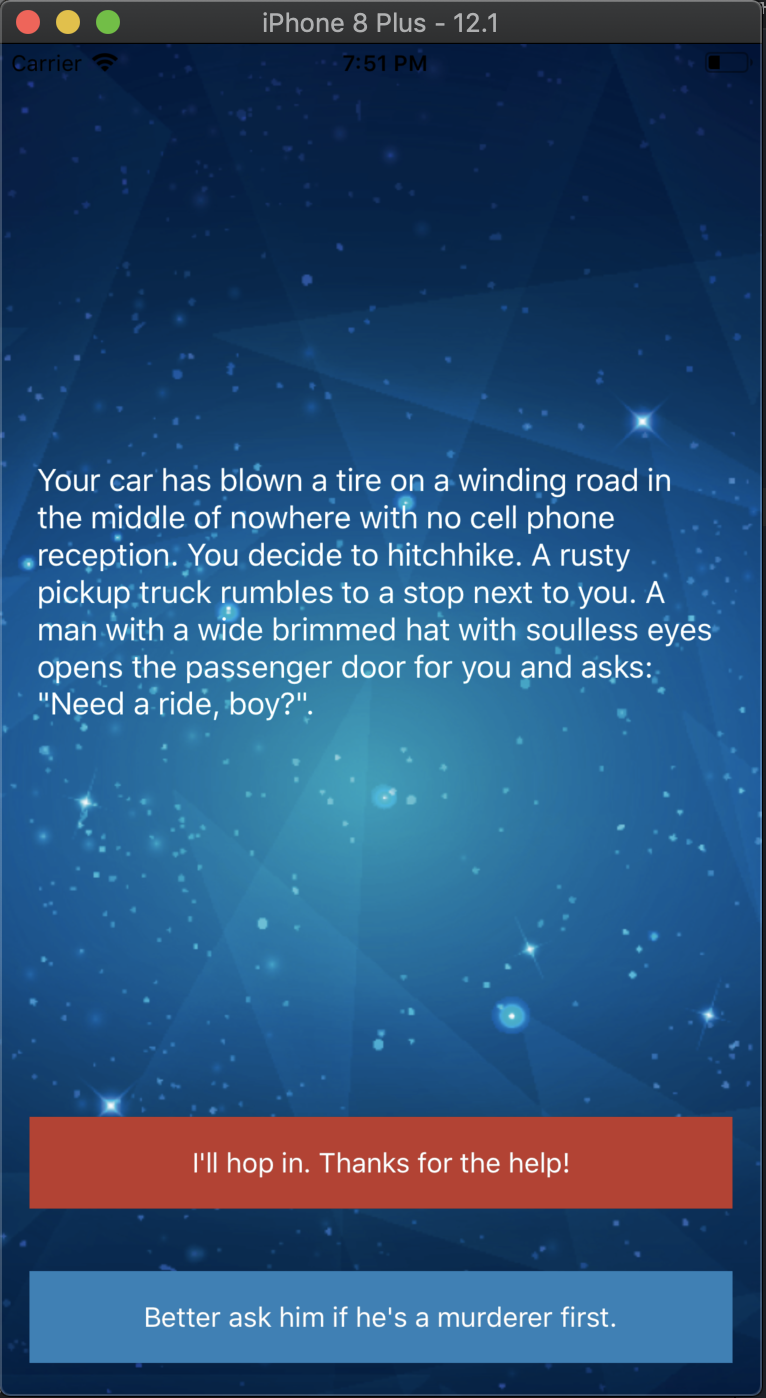 iPhone 8 Plus - 12.1
Carrier 7:51 PM
Your car has blown a tire on a winding road in
the middle of nowhere with no cell phone
reception. You decide to hitchhike. A rusty
pickup truck rumbles to a stop next to you. A
man with a wide brimmed hat with soulless eyes
opens the passenger door for you and asks:
"Need a ride, boy?".
I'll hop in. Thanks for the help!
Better ask him if he's a murderer first.